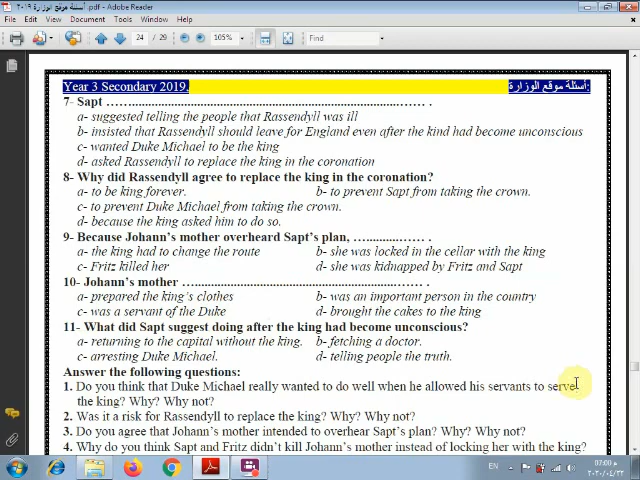 أسئلة موقع الوزارة ٢٠١٩.pdf - Adobe Reader
File Edit View Document Tools Window Help
24 / 29 105% Find
Year 3 Secondary 2019. أسئلة موقع الوزارة:
7- Sapt ………………………………………………………………………… .
a- suggested telling the people that Rassendyll was ill
b- insisted that Rassendyll should leave for England even after the kind had become unconscious
c- wanted Duke Michael to be the king
d- asked Rassendyll to replace the king in the coronation
8- Why did Rassendyll agree to replace the king in the coronation?
a- to be king forever. b- to prevent Sapt from taking the crown.
c- to prevent Duke Michael from taking the crown.
d- because the king asked him to do so.
9- Because Johann's mother overheard Sapt's plan, ………………… .
a- the king had to change the route b- she was locked in the cellar with the king
c- Fritz killed her d- she was kidnapped by Fritz and Sapt
10- Johann's mother ………………………………………………………… .
a- prepared the king's clothes b- was an important person in the country
c- was a servant of the Duke d- brought the cakes to the king
11- What did Sapt suggest doing after the king had become unconscious?
a- returning to the capital without the king. b- fetching a doctor.
c- arresting Duke Michael. d- telling people the truth.
Answer the following questions:
1. Do you think that Duke Michael really wanted to do well when he allowed his servants to serve
the king? Why? Why not?
2. Was it a risk for Rassendyll to replace the king? Why? Why not?
3. Do you agree that Johann's mother intended to overhear Sapt's plan? Why? Why not?
4. Why do you think Sapt and Fritz didn't kill Johann's mother instead of locking her with the king?
EN 07:00 م
٢٠٢٠/٠٤/٢٢